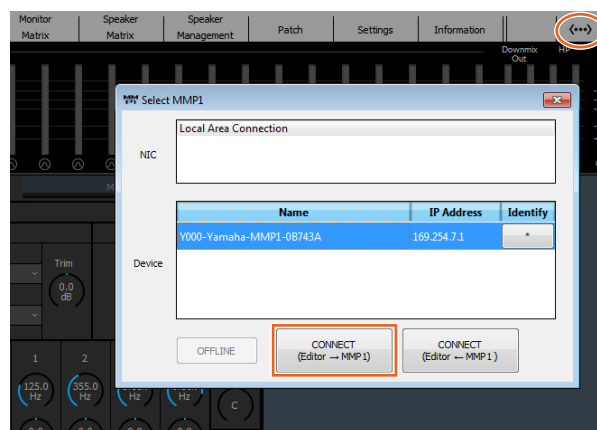 Monitor Matrix
Speaker Matrix
Speaker Management
Patch
Settings
Information
Downmix Out
HP
Select MMP1
NIC
Local Area Connection
Name IP Address Identify
Device
Y000-Yamaha-MMP1-0B743A 169.254.7.1 *
OFFLINE
CONNECT
(Editor → MMP1)
CONNECT
(Editor ← MMP1)
Trim
0.0
dB
1 2
125.0
Hz
355.0
Hz
Hz
Hz
C